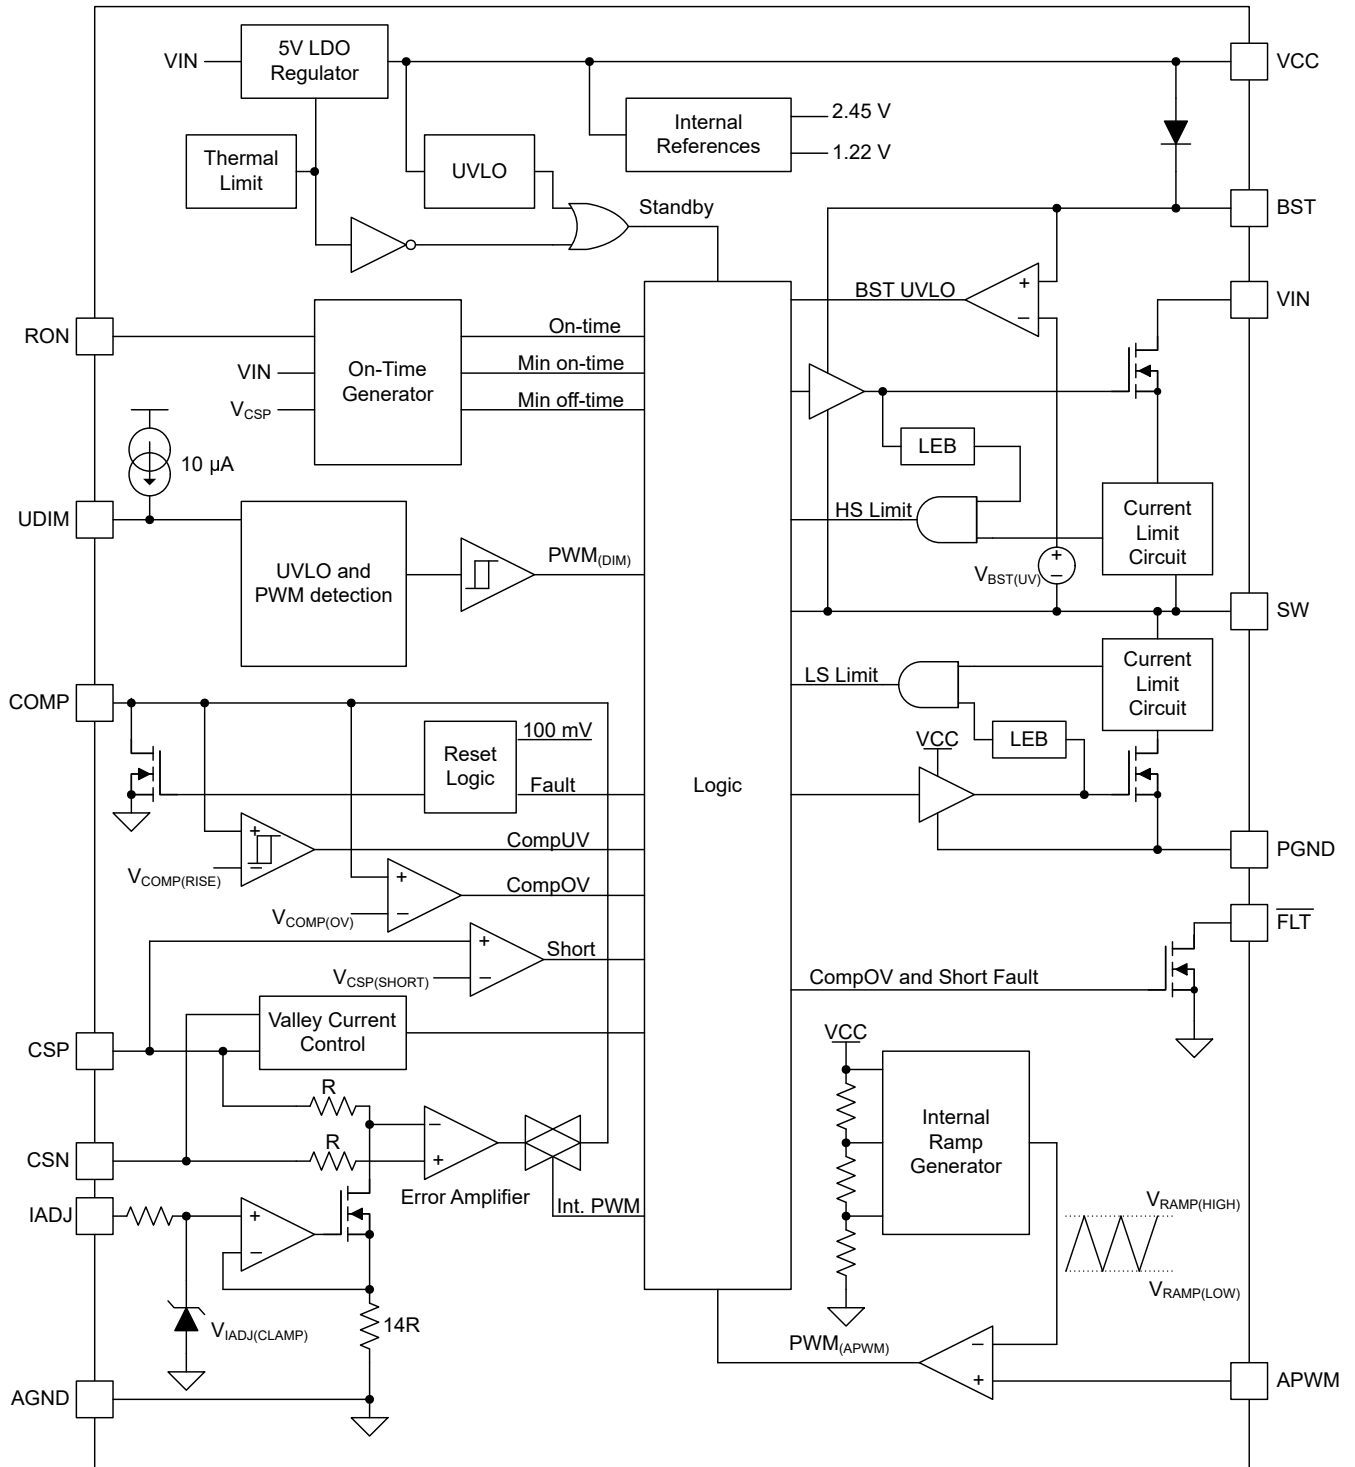 VIN
5V LDO
Regulator
VCC
Internal
References
2.45 V
1.22 V
Thermal
Limit
UVLO
Standby
BST
BST UVLO
+
−
VIN
RON
VIN
VCSP
On-Time
Generator
On-time
Min on-time
Min off-time
LEB
10 µA
HS Limit
Current
Limit
Circuit
UDIM
UVLO and
PWM detection
PWM(DIM)
VBST(UV)
+
−
SW
Logic
LS Limit
Current
Limit
Circuit
COMP
Reset
Logic
100 mV
Fault
VCC
LEB
+
−
VCOMP(RISE)
CompUV
PGND
+
−
VCOMP(OV)
CompOV
FLT
+
−
VCSP(SHORT)
Short
CompOV and Short Fault
Valley Current
Control
CSP
VCC
R
Internal
Ramp
Generator
CSN
R
−
+
Error Amplifier
Int. PWM
IADJ
+
−
VRAMP(HIGH)
VRAMP(LOW)
VIADJ(CLAMP)
14R
PWM(APWM)
−
+
AGND
APWM